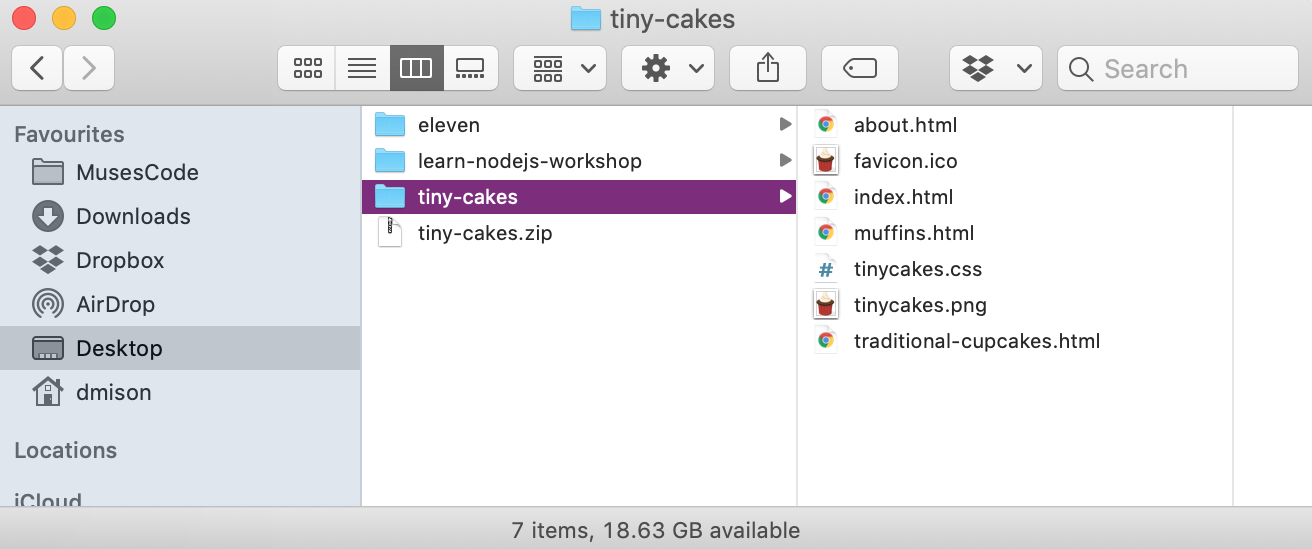 tiny-cakes
Search
Favourites
MusesCode
Downloads
Dropbox
AirDrop
Desktop
dmison
Locations
iCloud
eleven
learn-nodejs-workshop
tiny-cakes
tiny-cakes.zip
about.html
favicon.ico
index.html
muffins.html
tinycakes.css
tinycakes.png
traditional-cupcakes.html
7 items, 18.63 GB available